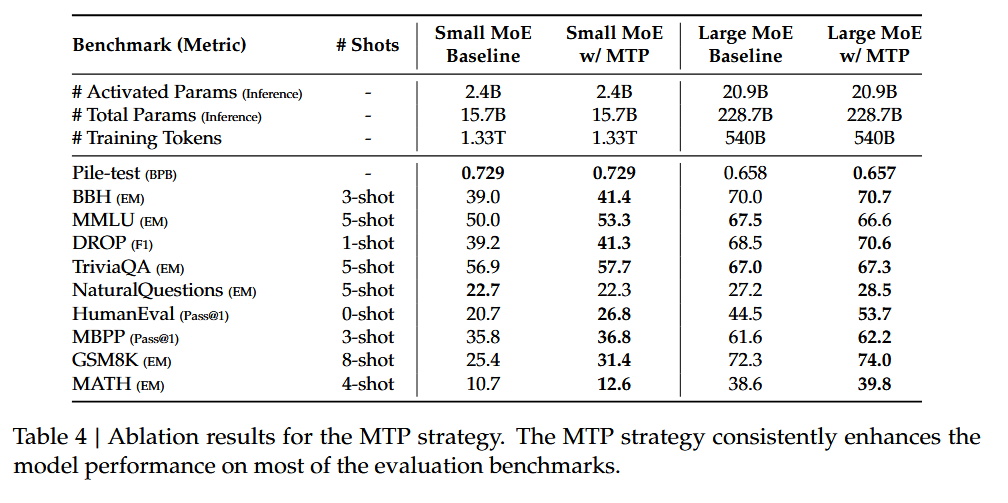 Benchmark (Metric) # Shots Small MoE Baseline Small MoE w/ MTP Large MoE Baseline Large MoE w/ MTP
# Activated Params (Inference) - 2.4B 2.4B 20.9B 20.9B
# Total Params (Inference) - 15.7B 15.7B 228.7B 228.7B
# Training Tokens - 1.33T 1.33T 540B 540B
Pile-test (BPB) - 0.729 0.729 0.658 0.657
BBH (EM) 3-shot 39.0 41.4 70.0 70.7
MMLU (EM) 5-shot 50.0 53.3 67.5 66.6
DROP (F1) 1-shot 39.2 41.3 68.5 70.6
TriviaQA (EM) 5-shot 56.9 57.7 67.0 67.3
NaturalQuestions (EM) 5-shot 22.7 22.3 27.2 28.5
HumanEval (Pass@1) 0-shot 20.7 26.8 44.5 53.7
MBPP (Pass@1) 3-shot 35.8 36.8 61.6 62.2
GSM8K (EM) 8-shot 25.4 31.4 72.3 74.0
MATH (EM) 4-shot 10.7 12.6 38.6 39.8
Table 4 | Ablation results for the MTP strategy. The MTP strategy consistently enhances the
model performance on most of the evaluation benchmarks.